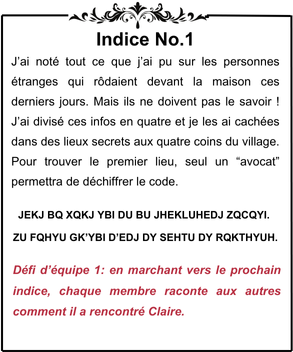 Indice No.1
J’ai noté tout ce que j’ai pu sur les personnes
étranges qui rôdaient devant la maison ces
derniers jours. Mais ils ne doivent pas le savoir !
J’ai divisé ces infos en quatre et je les ai cachées
dans des lieux secrets aux quatre coins du village.
Pour trouver le premier lieu, seul un “avocat”
permettra de déchiffrer le code.
JEKJ BQ XQKJ YBI DU BU JHEKLUHEDJ ZQCQYI.
ZU FQHYU GK’YBI D’EDJ DY SEHTU DY RQKTHYUH.
Défi d’équipe 1: en marchant vers le prochain
indice, chaque membre raconte aux autres
comment il a rencontré Claire.